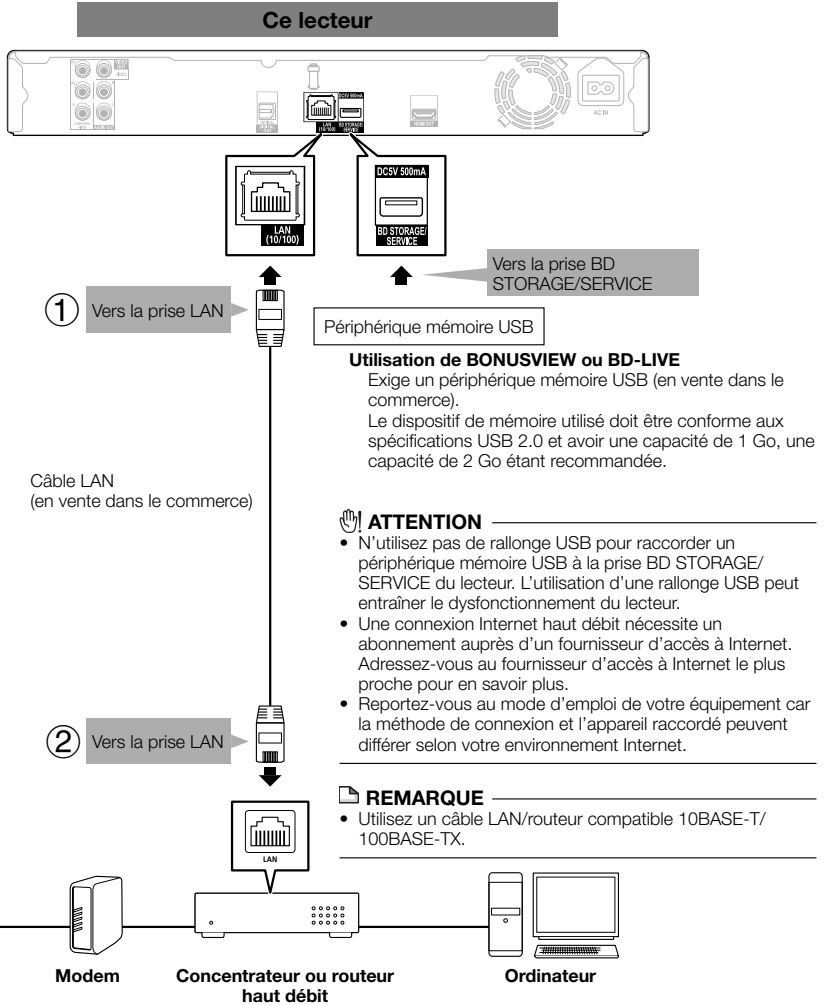 Ce lecteur
VIDEO
AC IN
DC5V 500mA
LAN
(10/100)
BD STORAGE/
SERVICE
HDMI OUT
DC5V 500mA
LAN
(10/100)
BD STORAGE/
SERVICE
Vers la prise BD
STORAGE/SERVICE
① Vers la prise LAN
Périphérique mémoire USB
Utilisation de BONUSVIEW ou BD-LIVE
Exige un périphérique mémoire USB (en vente dans le
commerce).
Le dispositif de mémoire utilisé doit être conforme aux
spécifications USB 2.0 et avoir une capacité de 1 Go, une
capacité de 2 Go étant recommandée.
Câble LAN
(en vente dans le commerce)
ATTENTION
• N’utilisez pas de rallonge USB pour raccorder un
périphérique mémoire USB à la prise BD STORAGE/
SERVICE du lecteur. L’utilisation d’une rallonge USB peut
entraîner le dysfonctionnement du lecteur.
• Une connexion Internet haut débit nécessite un
abonnement auprès d’un fournisseur d’accès à Internet.
Adressez-vous au fournisseur d’accès à Internet le plus
proche pour en savoir plus.
• Reportez-vous au mode d’emploi de votre équipement car
la méthode de connexion et l’appareil raccordé peuvent
différer selon votre environnement Internet.
② Vers la prise LAN
REMARQUE
• Utilisez un câble LAN/routeur compatible 10BASE-T/
100BASE-TX.
LAN
Modem
Concentrateur ou routeur
haut débit
Ordinateur